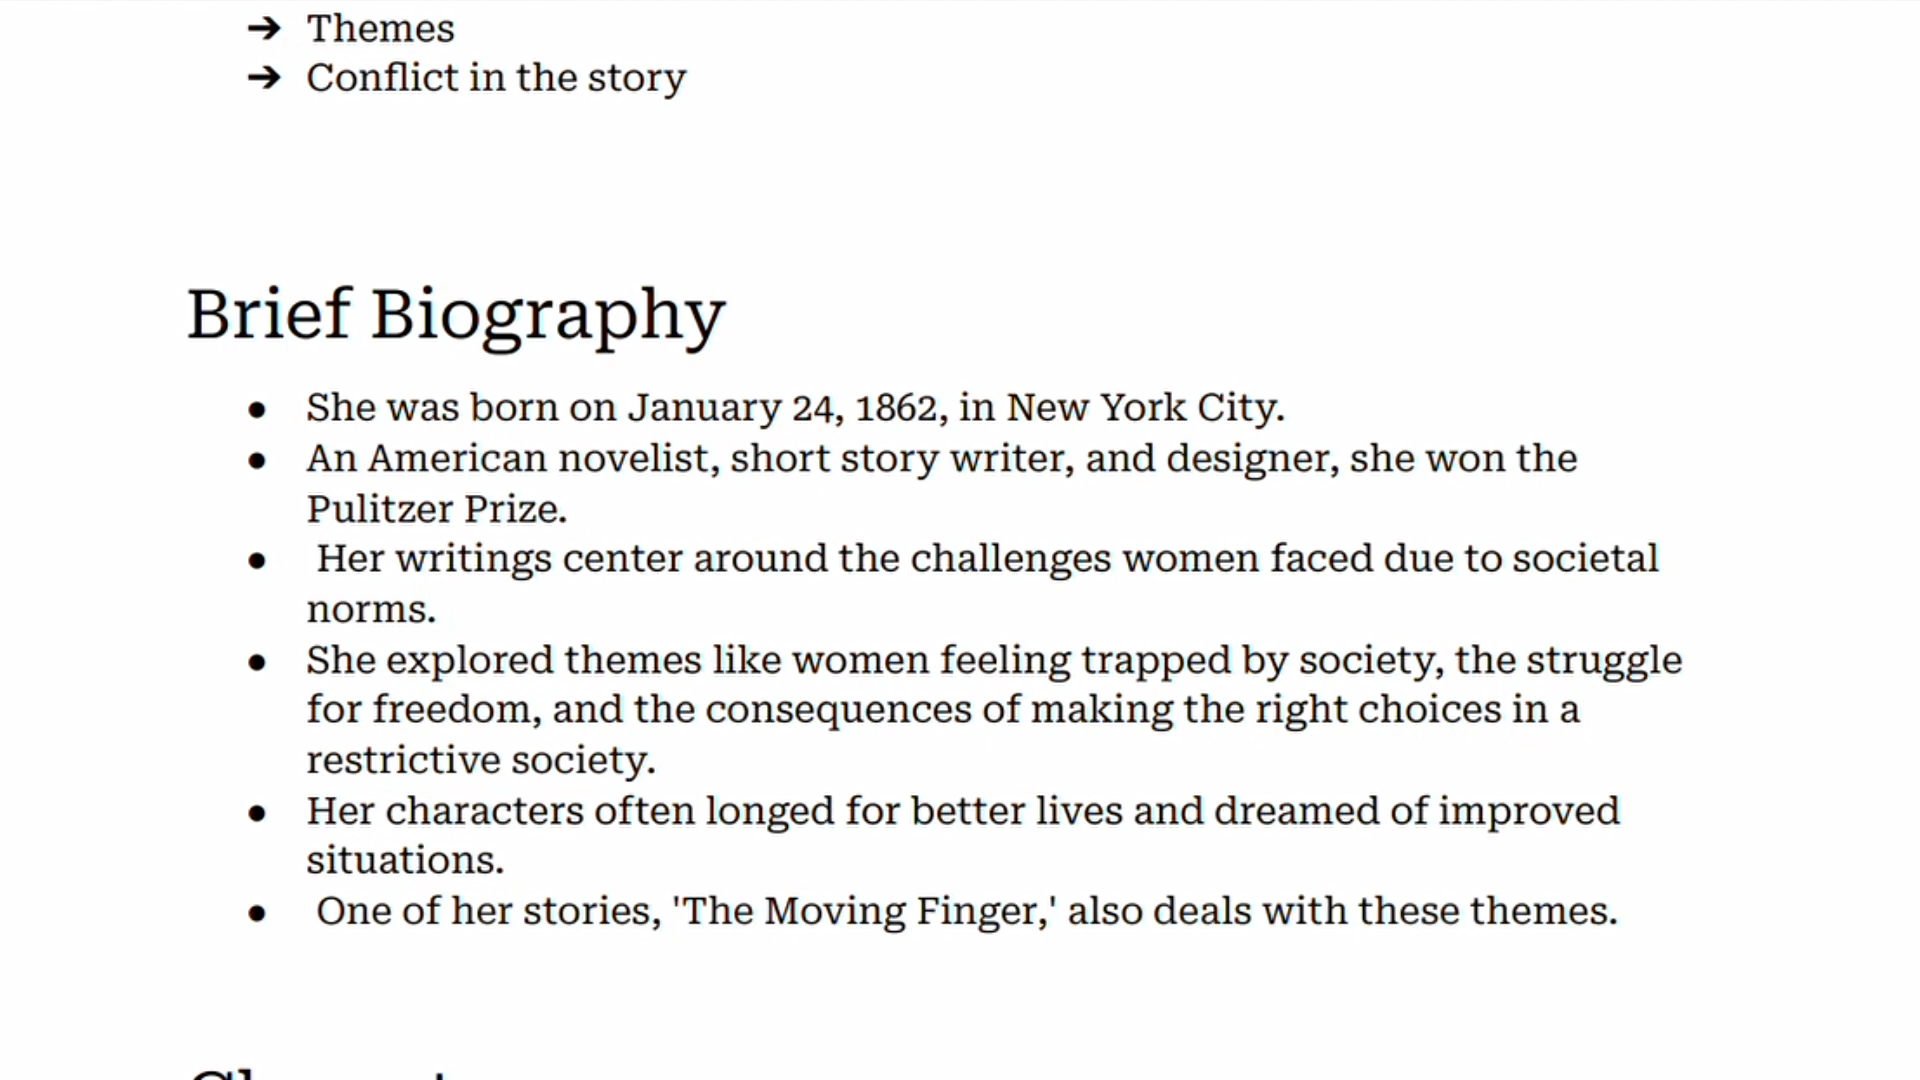 ➔ Themes
➔ Conflict in the story
Brief Biography
● She was born on January 24, 1862, in New York City.
● An American novelist, short story writer, and designer, she won the
Pulitzer Prize.
● Her writings center around the challenges women faced due to societal
norms.
● She explored themes like women feeling trapped by society, the struggle
for freedom, and the consequences of making the right choices in a
restrictive society.
● Her characters often longed for better lives and dreamed of improved
situations.
● One of her stories, 'The Moving Finger,' also deals with these themes.